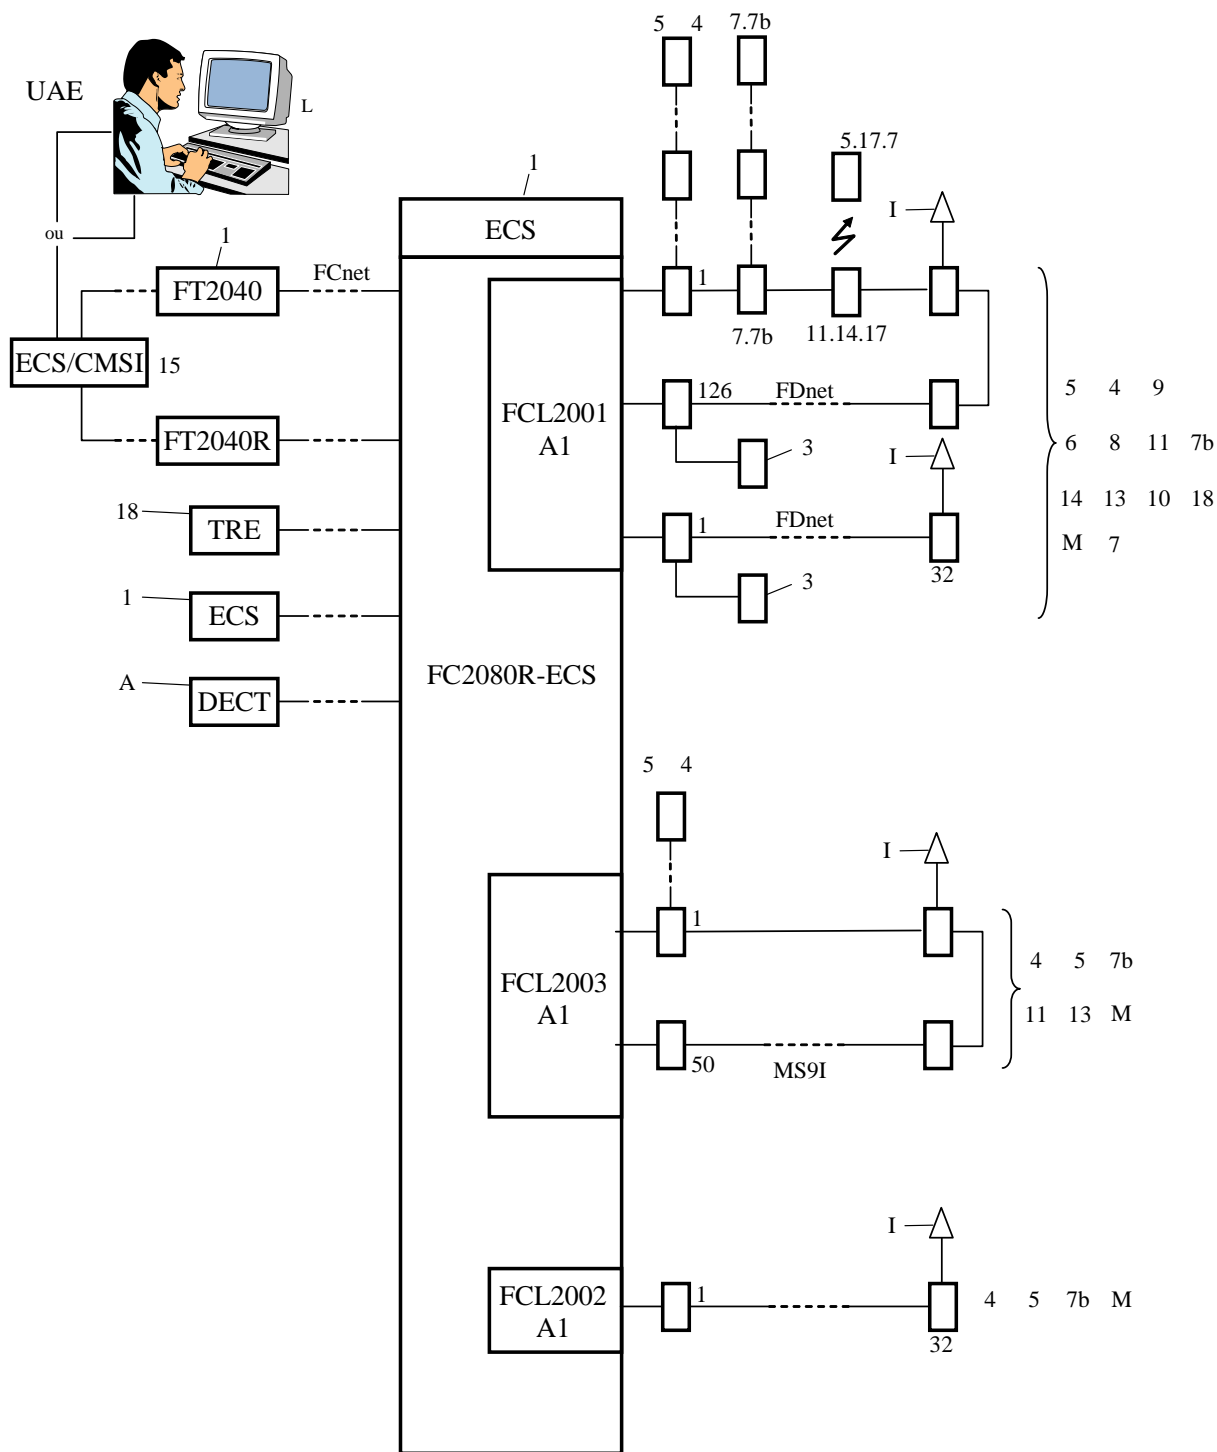 5 4 7.7b
UAE
L
5.17.7
1
I
ou
ECS
1
FCnet
FT2040
1
7.7b
11.14.17
ECS/CMSI 15
FCL2001
A1
126
FDnet
5 4 9
FT2040R
3
I
6 8 11 7b
14 13 10 18
18
TRE
1
FDnet
M 7
32
3
1
ECS
FC2080R-ECS
A
DECT
5 4
I
1
4 5 7b
FCL2003
A1
11 13 M
50
MS9I
I
FCL2002
A1
1
4 5 7b M
32